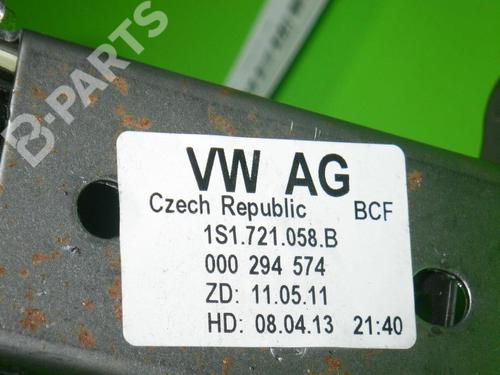 B-PARTS
VW AG
Czech Republic BCF
1S1.721.058.B
000 294 574
ZD: 11.05.11
HD: 08.04.13 21:40